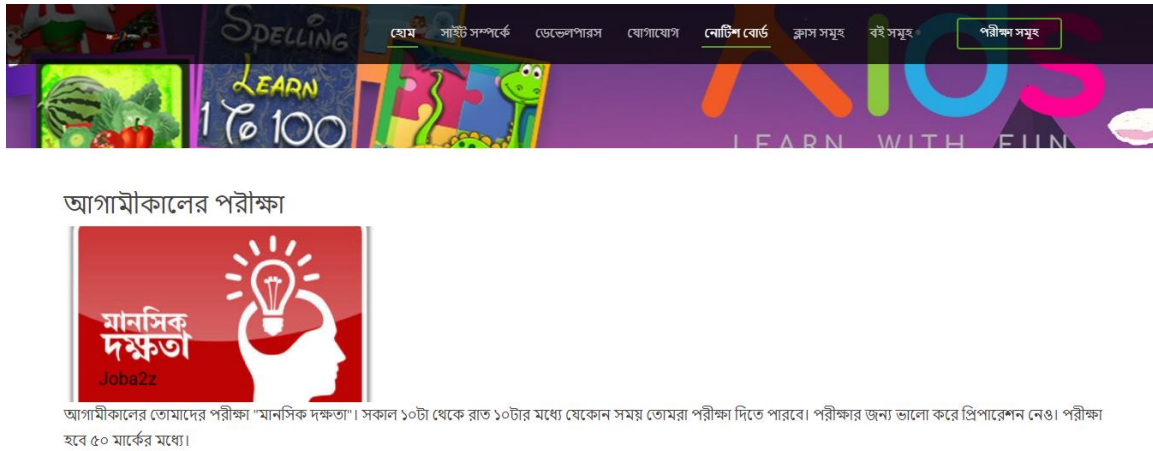 SPELLING
হোম সাইট সম্পর্কে ডেভেলপারস যোগাযোগ নোটিশ বোর্ড ক্লাস সমূহ বই সমূহ পরীক্ষা সমূহ
LEARN
1 To 100
KIDS
LEARN WITH FUN
আগামীকালের পরীক্ষা
মানসিক
দক্ষতা
Joba2z
আগামীকালের তোমাদের পরীক্ষা "মানসিক দক্ষতা"। সকাল ১০টা থেকে রাত ১০টার মধ্যে যেকোন সময় তোমরা পরীক্ষা দিতে পারবে। পরীক্ষার জন্য ভালো করে প্রিপারেশন নেও। পরীক্ষা
হবে ৫০ মার্কের মধ্যে।